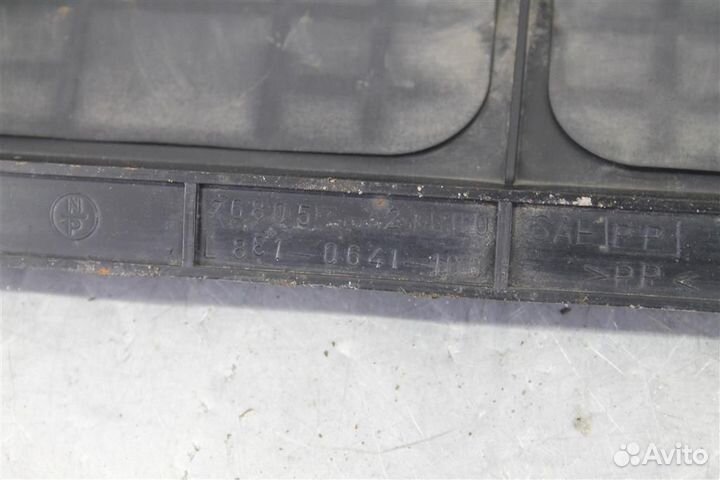 N
P
76805
L 881-0641
SAE PP
>PP<
Avito